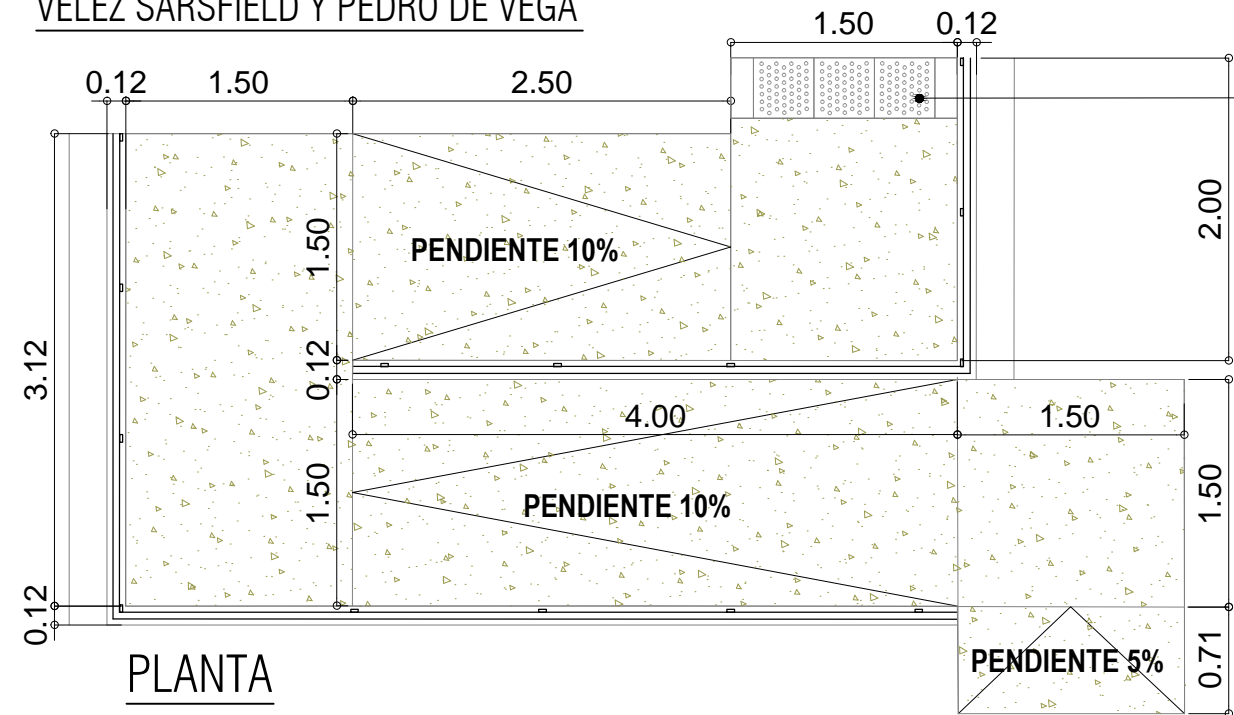 VELEZ SARSFIELD Y PEDRO DE VEGA
1.50 0.12
0.12 1.50 2.50
2.00
1.50
PENDIENTE 10%
3.12
0.12
4.00 1.50
1.50
PENDIENTE 10%
1.50
0.12
PLANTA
PENDIENTE 5%
0.71